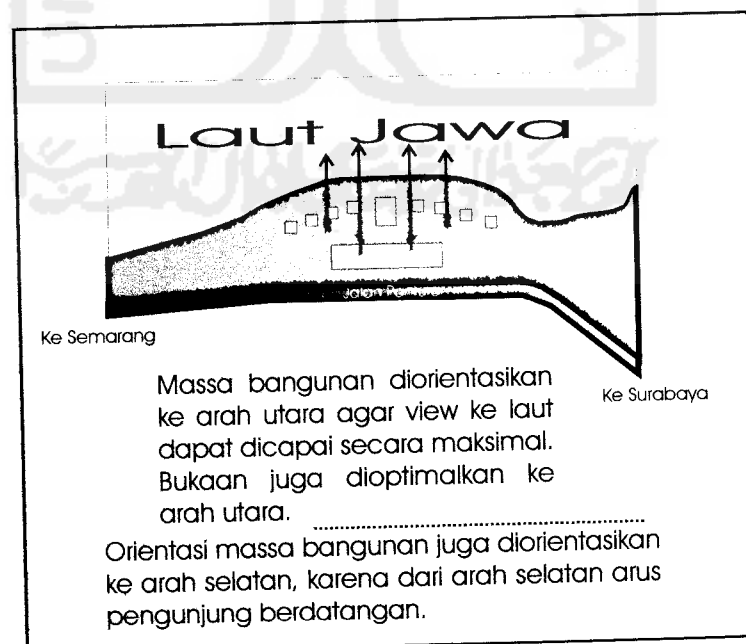 Laut Jawa
Jalan
Ke Semarang
Ke Surabaya
Massa bangunan diorientasikan
ke arah utara agar view ke laut
dapat dicapai secara maksimal.
Bukaan juga dioptimalkan ke
arah utara.
Orientasi massa bangunan juga diorientasikan
ke arah selatan, karena dari arah selatan arus
pengunjung berdatangan.